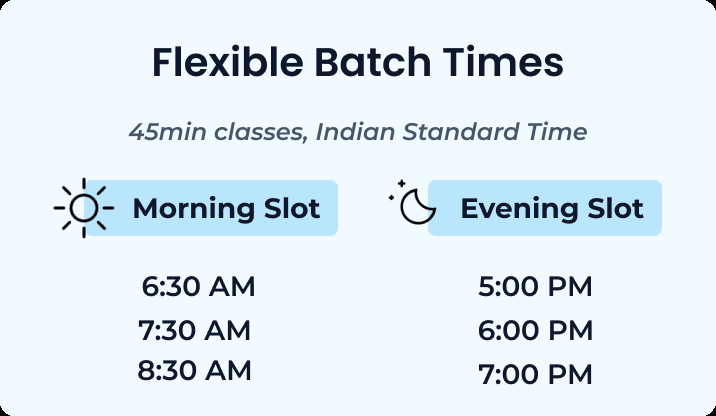 Flexible Batch Times
45min classes, Indian Standard Time
Morning Slot
6:30 AM
7:30 AM
8:30 AM
Evening Slot
5:00 PM
6:00 PM
7:00 PM